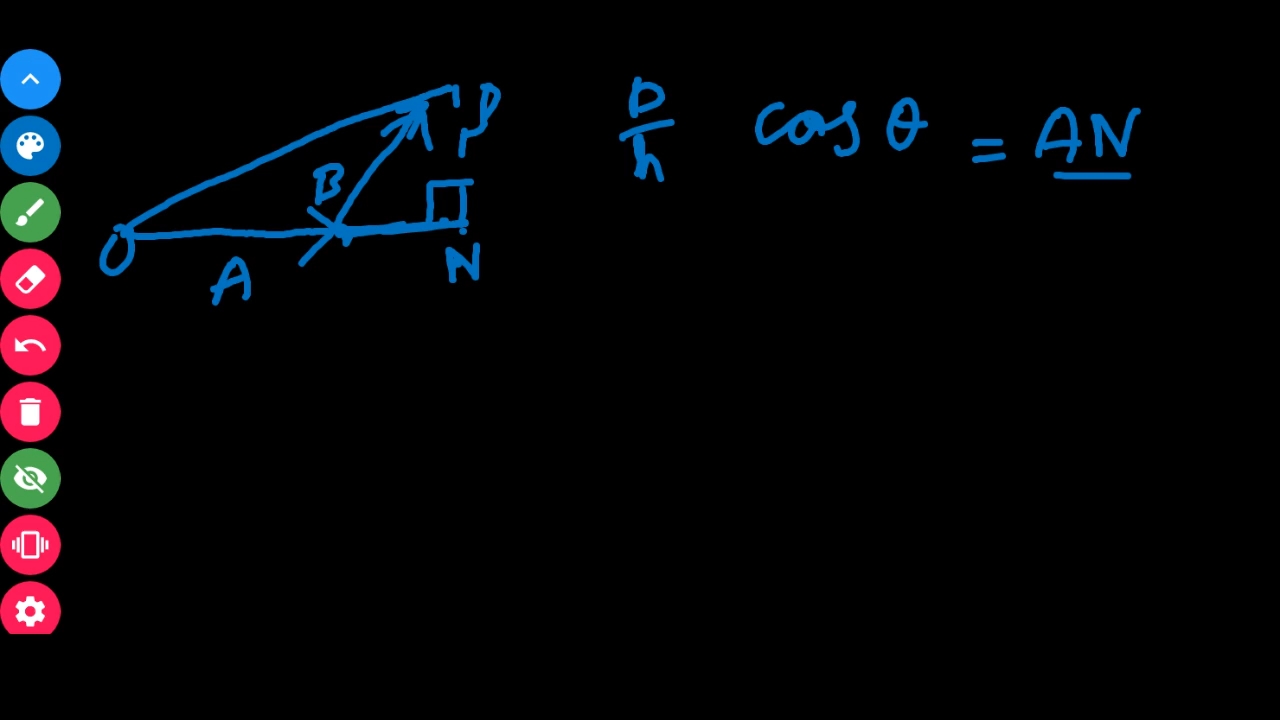 P
B
O
A
N
P/h cos θ = AN